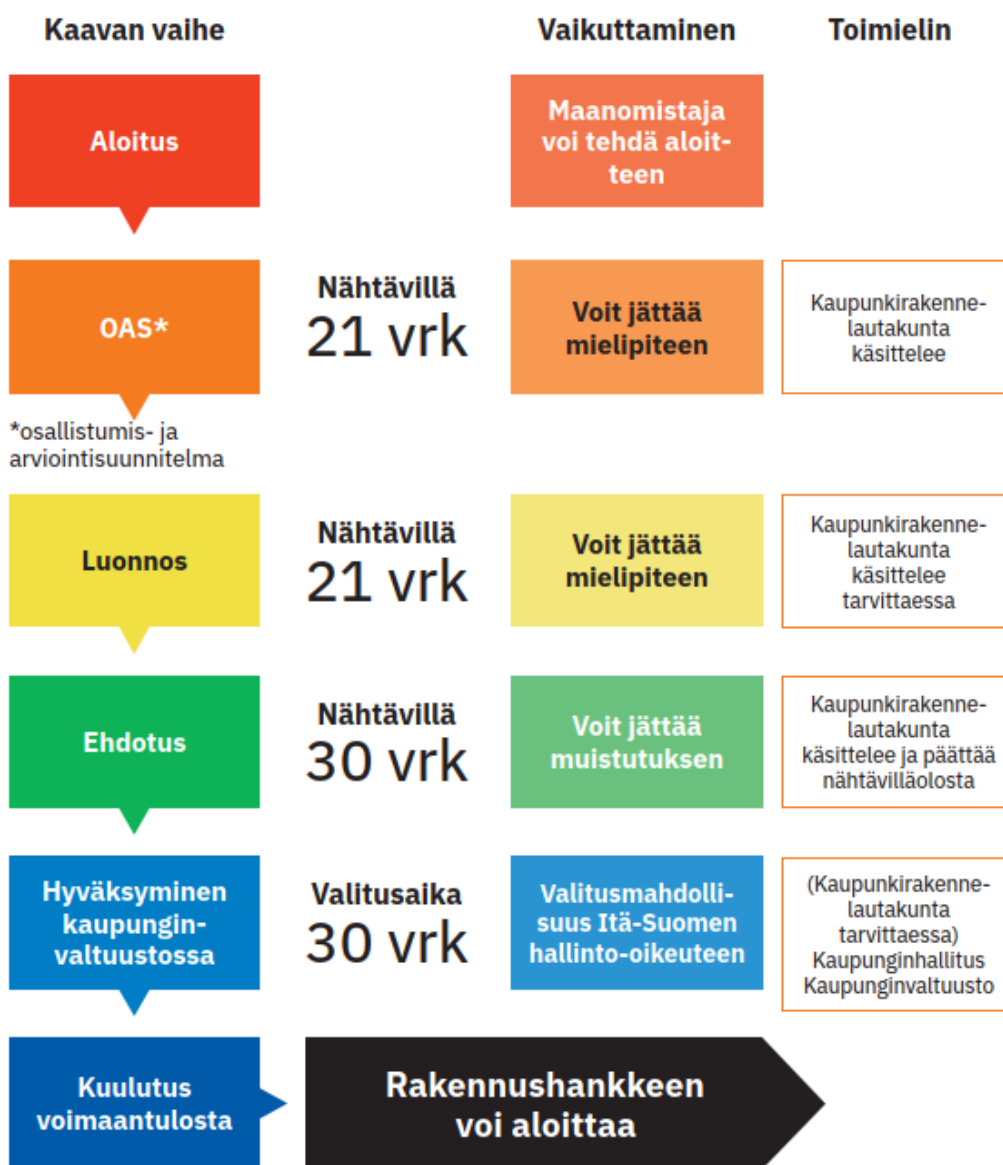 Kaavan vaihe
Vaikuttaminen
Toimielin
Aloitus
Maanomistaja
voi tehdä aloit-
teen
OAS*
Nähtävillä
21 vrk
Voit jättää
mielipiteen
Kaupunkirakenne-
lautakunta
käsittelee
*osallistumis- ja
arviointisuunnitelma
Luonnos
Nähtävillä
21 vrk
Voit jättää
mielipiteen
Kaupunkirakenne-
lautakunta
käsittelee
tarvittaessa
Ehdotus
Nähtävillä
30 vrk
Voit jättää
muistutuksen
Kaupunkirakenne-
lautakunta
käsittelee ja päättää
nähtävilläolosta
Hyväksyminen
kaupungin-
valtuustossa
Valitusaika
30 vrk
Valitusmahdolli-
suus Itä-Suomen
hallinto-oikeuteen
(Kaupunkirakenne-
lautakunta
tarvittaessa)
Kaupunginhallitus
Kaupunginvaltuusto
Kuulutus
voimaantulosta
Rakennushankkeen
voi aloittaa